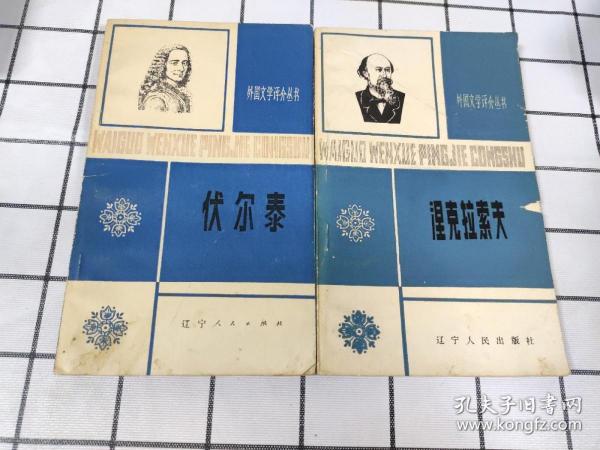 外国文学评介丛书
WAIGUO WENXUE PINGJIE CONGSHU
伏尔泰
辽宁人民出版社
外国文学评介丛书
WAIGUO WENXUE PINGJIE CONGSHU
涅克拉索夫
辽宁人民出版社
孔夫子旧书网
www.kongfz.com